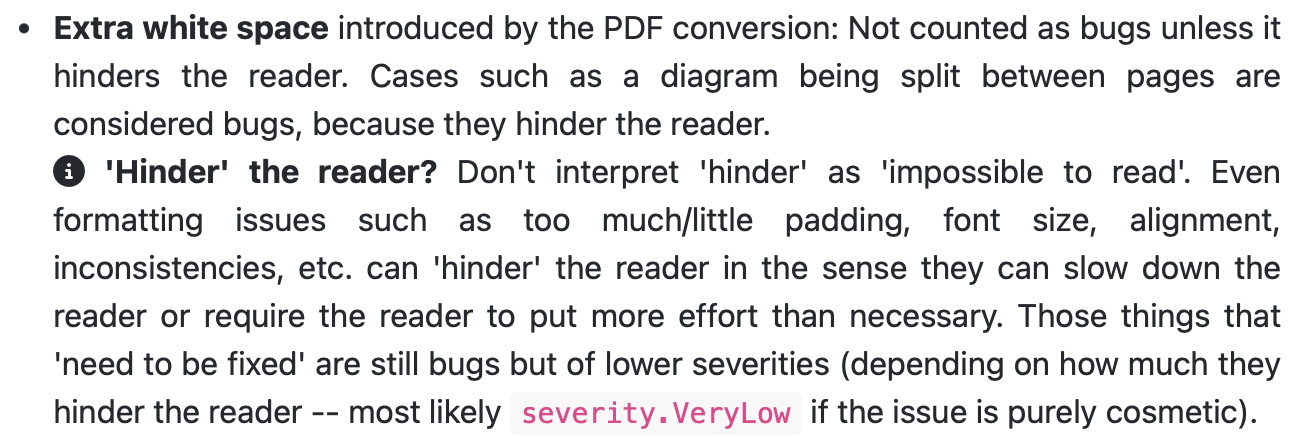 • Extra white space introduced by the PDF conversion: Not counted as bugs unless it
hinders the reader. Cases such as a diagram being split between pages are
considered bugs, because they hinder the reader.
'Hinder' the reader? Don't interpret 'hinder' as 'impossible to read'. Even
formatting issues such as too much/little padding, font size, alignment,
inconsistencies, etc. can 'hinder' the reader in the sense they can slow down the
reader or require the reader to put more effort than necessary. Those things that
'need to be fixed' are still bugs but of lower severities (depending on how much they
hinder the reader -- most likely severity.VeryLow if the issue is purely cosmetic).